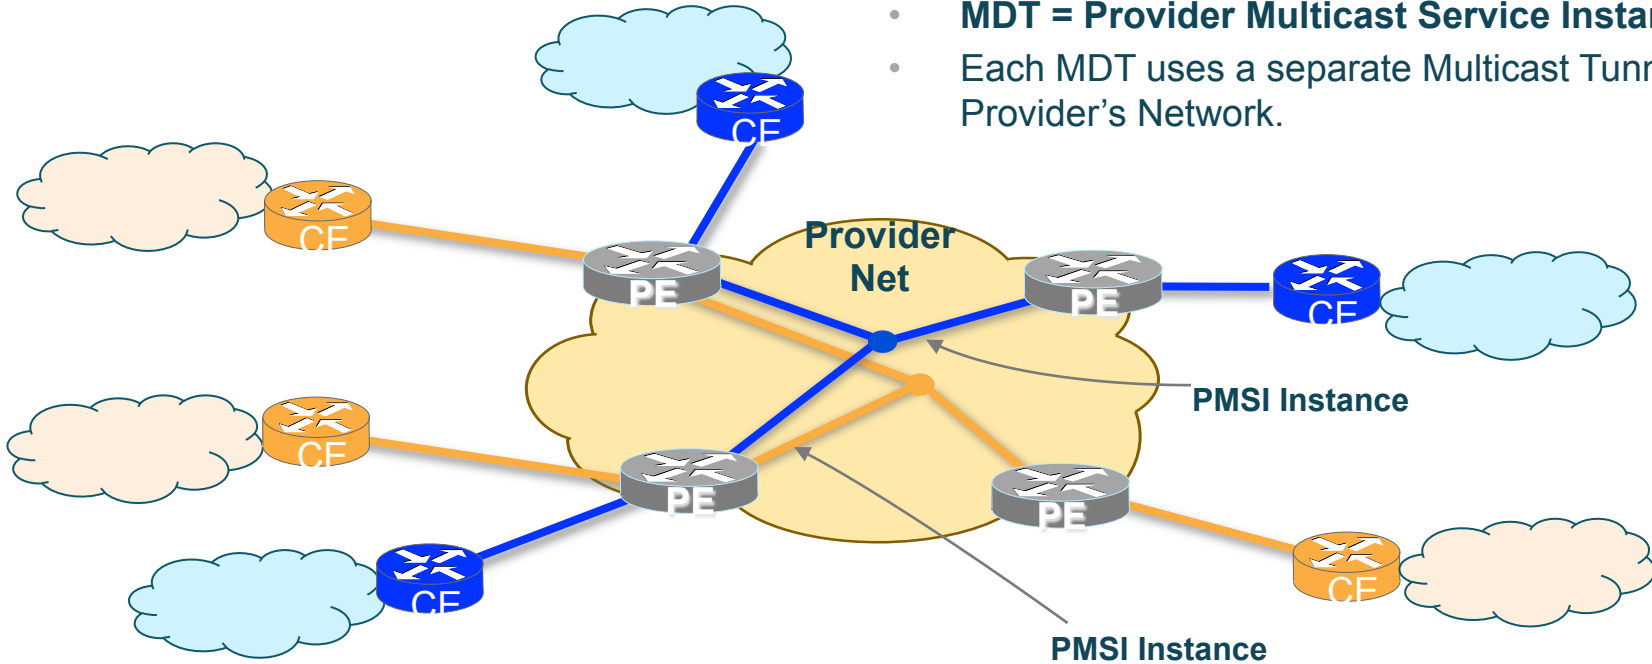 MDT = Provider Multicast Service Instan
Each MDT uses a separate Multicast Tunn
Provider's Network.
CE
CE
Provider
Net
PE
PE
CE
PMSI Instance
CE
PE
PE
CE
CE
PMSI Instance